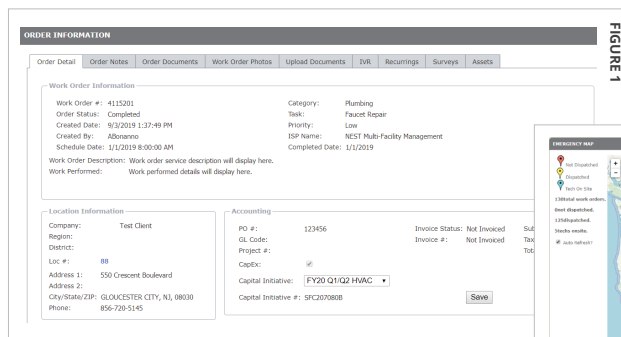 ORDER INFORMATION
FIGURE 1
Order Detail Order Notes Order Documents Work Order Photos Upload Documents IVR Recurrings Surveys Assets
Work Order Information
Work Order #: 4115201 Category: Plumbing
Order Status: Completed Task: Faucet Repair
Created Date: 9/3/2019 1:37:49 PM Priority: Low
Created By: ABonanno ISP Name: NEST Multi-Facility Management
Schedule Date: 1/1/2019 8:00:00 AM Completed Date: 1/1/2019
Work Order Description: Work order service description will display here.
Work Performed: Work performed details will display here.
EMERGENCY MAP
Not Dispatched
Dispatched
Tech On Site
130total work orders.
0not dispatched.
125dispatched.
5techs onsite.
Auto Refresh?
+
-
Location Information
Company: Test Client
Region:
District:
Loc #: 88
Address 1: 550 Crescent Boulevard
Address 2:
City/State/ZIP: GLOUCESTER CITY, NJ, 08030
Phone: 856-720-5145
Accounting
PO #: 123456 Invoice Status: Not Invoiced Sub
GL Code: Invoice #: Not Invoiced Tax
Project #: Tota
CapEx:
Capital Initiative: FY20 Q1/Q2 HVAC
Capital Initiative #: SFC207080B Save